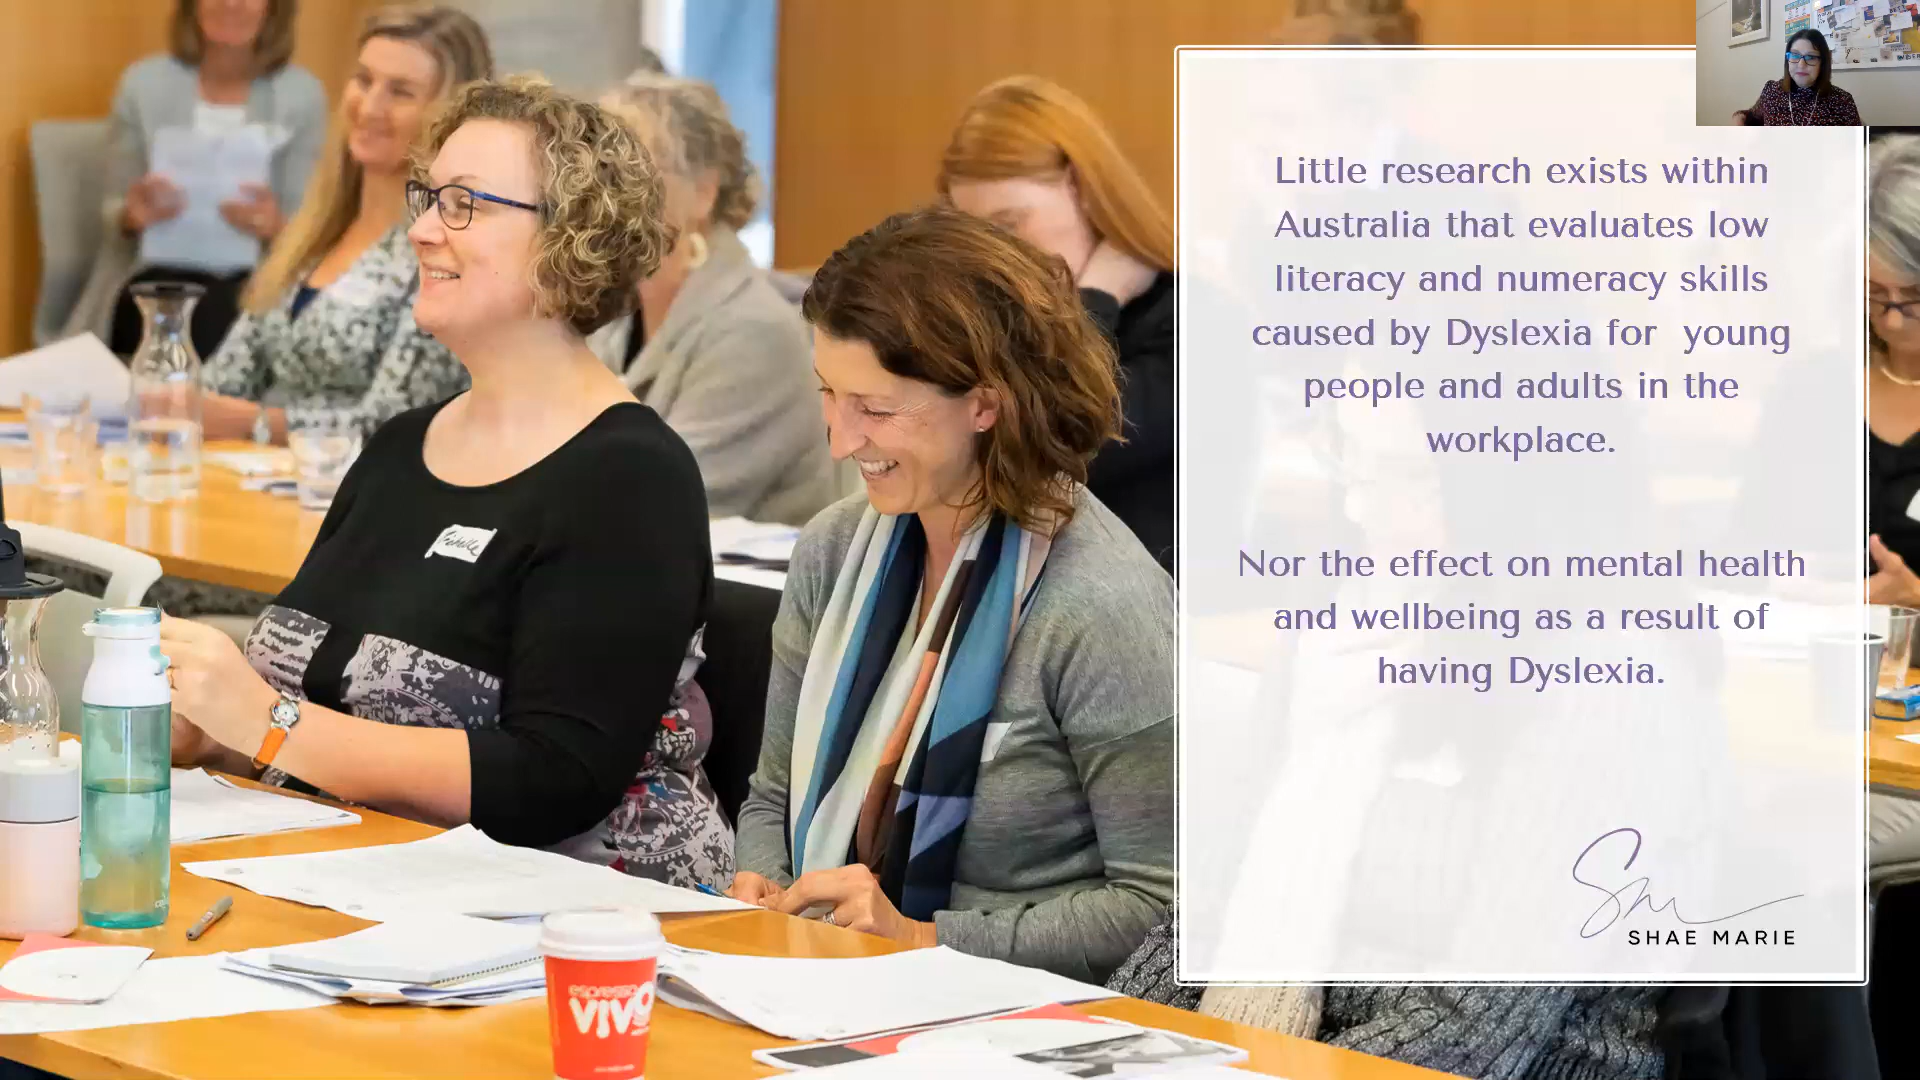 Little research exists within
Australia that evaluates low
literacy and numeracy skills
caused by Dyslexia for  young
people and adults in the
workplace.
Nor the effect on mental health
and wellbeing as a result of
having Dyslexia.
SHAE MARIE
espresso
VIVO